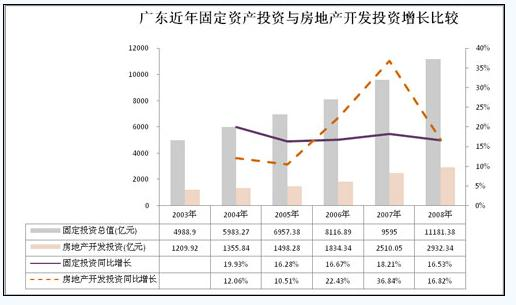 广东近年固定资产投资与房地产开发投资增长比较
12000 40%
35%
10000
30%
8000
25%
6000 20%
15%
4000
10%
2000
5%
0 0%
2003年 2004年 2005年 2006年 2007年 2008年
固定投资总值(亿元) 4988.9 5983.27 6957.38 8116.89 9595 11181.38
房地产开发投资(亿元) 1209.92 1355.84 1498.28 1834.34 2510.05 2932.34
固定投资同比增长 19.93% 16.28% 16.67% 18.21% 16.53%
房地产开发投资同比增长 12.06% 10.51% 22.43% 36.84% 16.82%